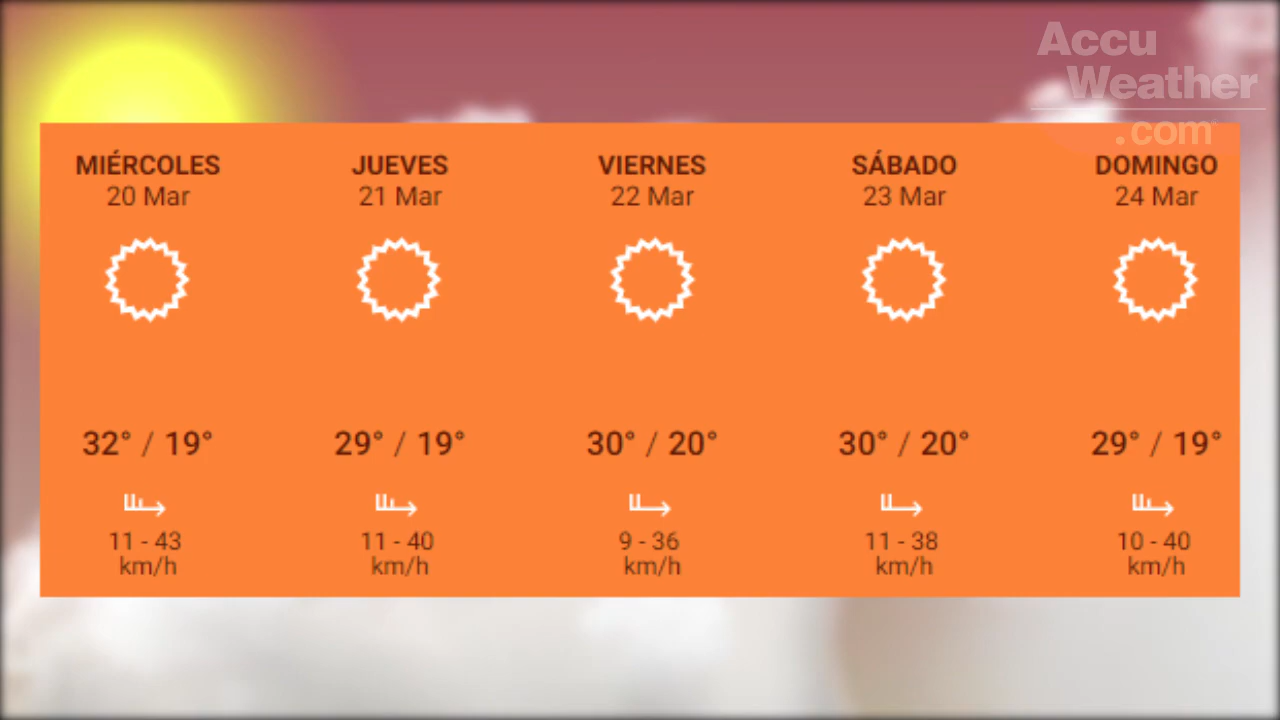 Accu
Weather
.com
MIÉRCOLES
20 Mar
32° / 19°
11 - 43
km/h
JUEVES
21 Mar
29° / 19°
11 - 40
km/h
VIERNES
22 Mar
30° / 20°
9 - 36
km/h
SÁBADO
23 Mar
30° / 20°
11 - 38
km/h
DOMINGO
24 Mar
29° / 19°
10 - 40
km/h